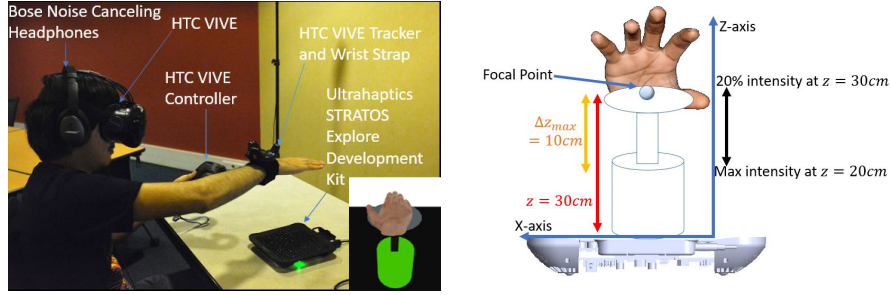 Bose Noise Canceling
Headphones
HTC VIVE
HTC VIVE Tracker
and Wrist Strap
HTC VIVE
Controller
Ultrahaptics
STRATOS
Explore
Development
Kit
Z-axis
Focal Point
20% intensity at z = 30cm
Δzmax
= 10cm
Max intensity at z = 20cm
z = 30cm
X-axis